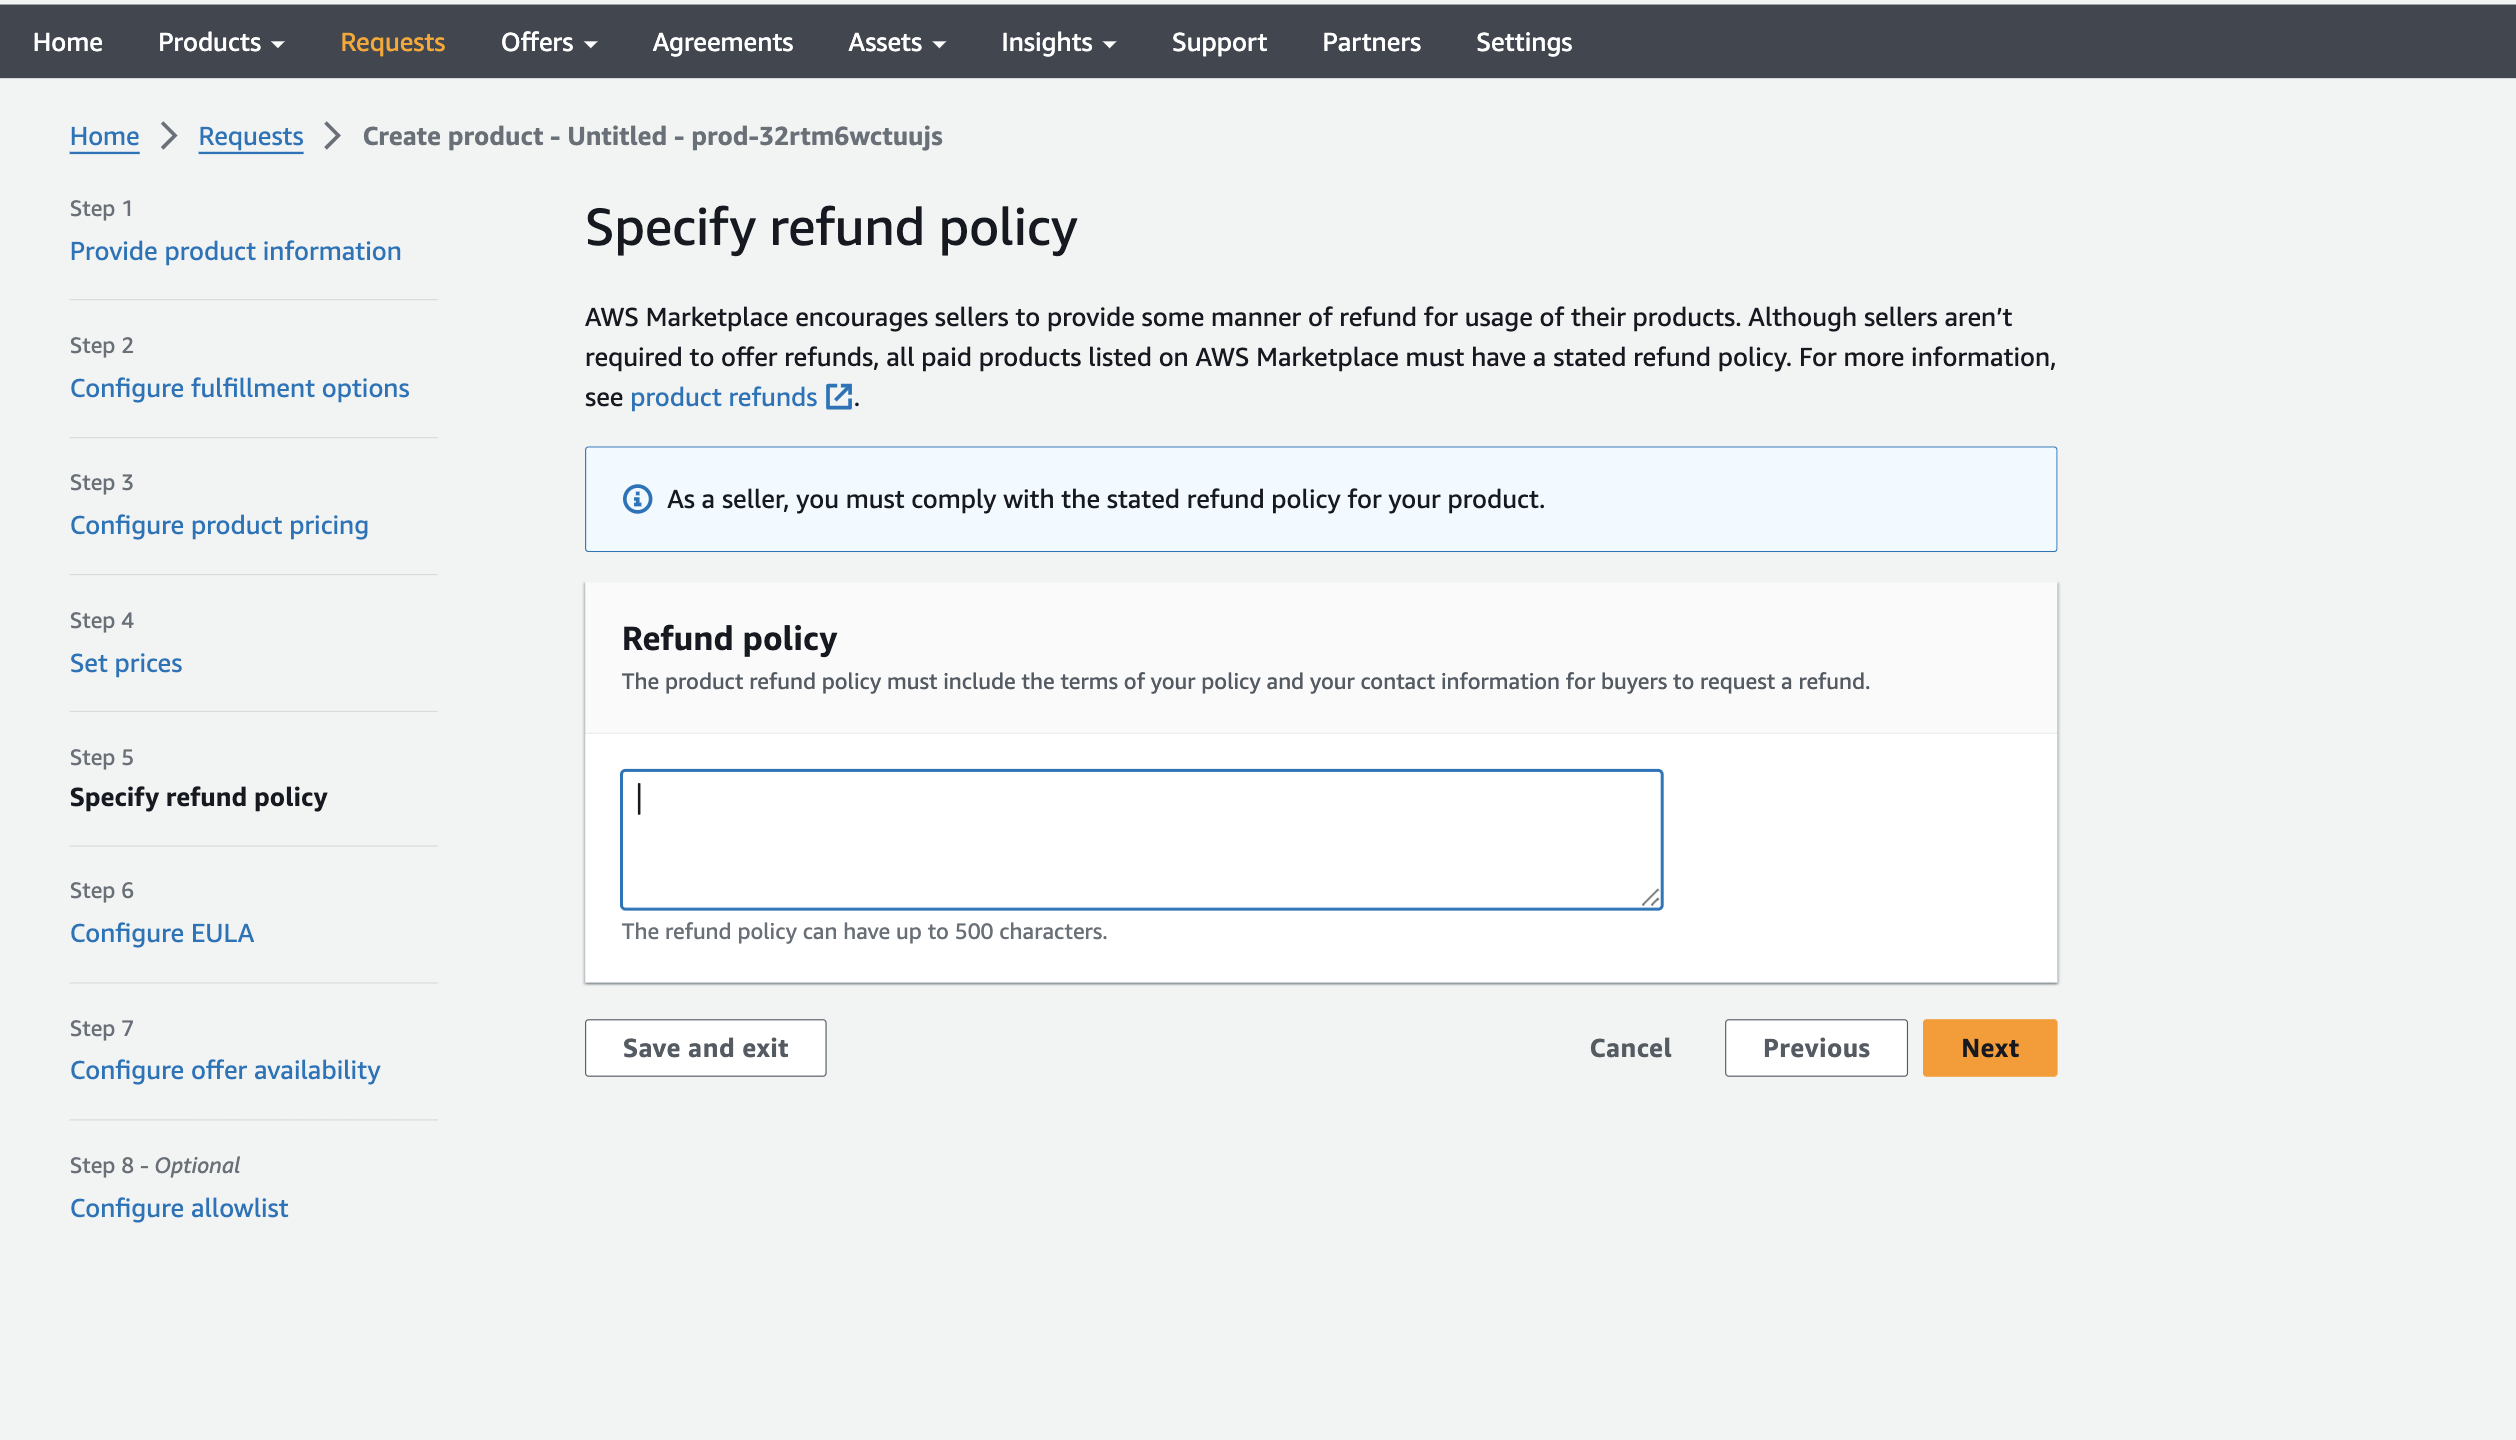 Home Products Requests Offers Agreements Assets Insights Support Partners Settings
Home Requests Create product - Untitled - prod-32rtm6wctuujs
Step 1
Provide product information
Step 2
Configure fulfillment options
Step 3
Configure product pricing
Step 4
Set prices
Step 5
Specify refund policy
Step 6
Configure EULA
Step 7
Configure offer availability
Step 8 - Optional
Configure allowlist
Specify refund policy
AWS Marketplace encourages sellers to provide some manner of refund for usage of their products. Although sellers aren’t
required to offer refunds, all paid products listed on AWS Marketplace must have a stated refund policy. For more information,
see product refunds.
As a seller, you must comply with the stated refund policy for your product.
Refund policy
The product refund policy must include the terms of your policy and your contact information for buyers to request a refund.
The refund policy can have up to 500 characters.
Save and exit Cancel Previous Next